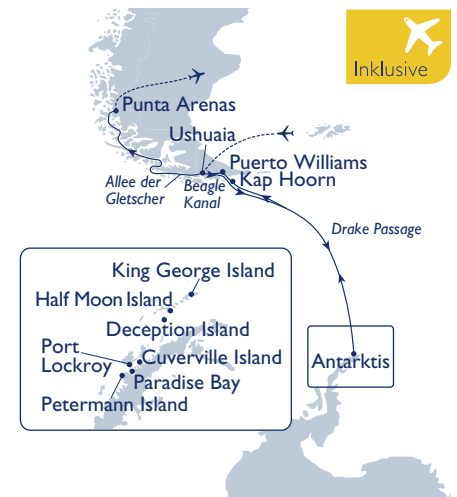 Inklusive
Punta Arenas
Ushuaia
Puerto Williams
Kap Hoorn
Allee der
Gletscher
Beagle
Kanal
Drake Passage
King George Island
Half Moon Island
Deception Island
Port
Lockroy
Cuverville Island
Paradise Bay
Petermann Island
Antarktis